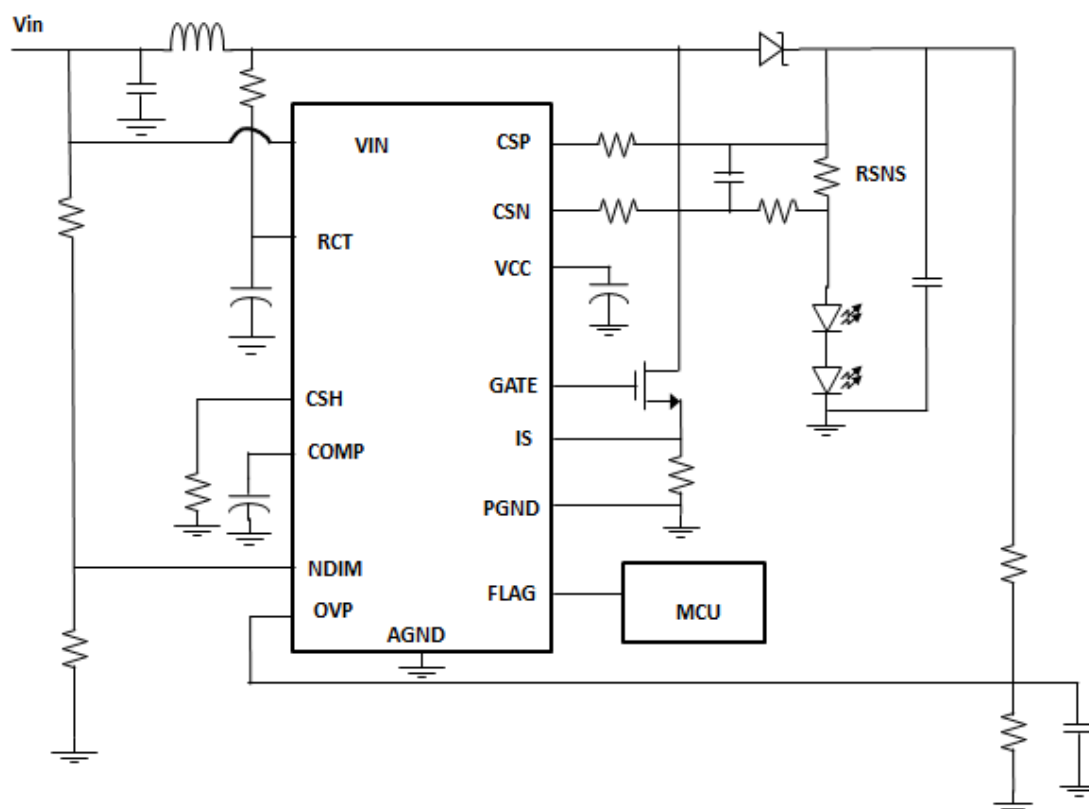 Vin
VIN
CSP
RSNS
CSN
RCT
VCC
GATE
CSH
IS
COMP
PGND
NDIM
FLAG
MCU
OVP
AGND